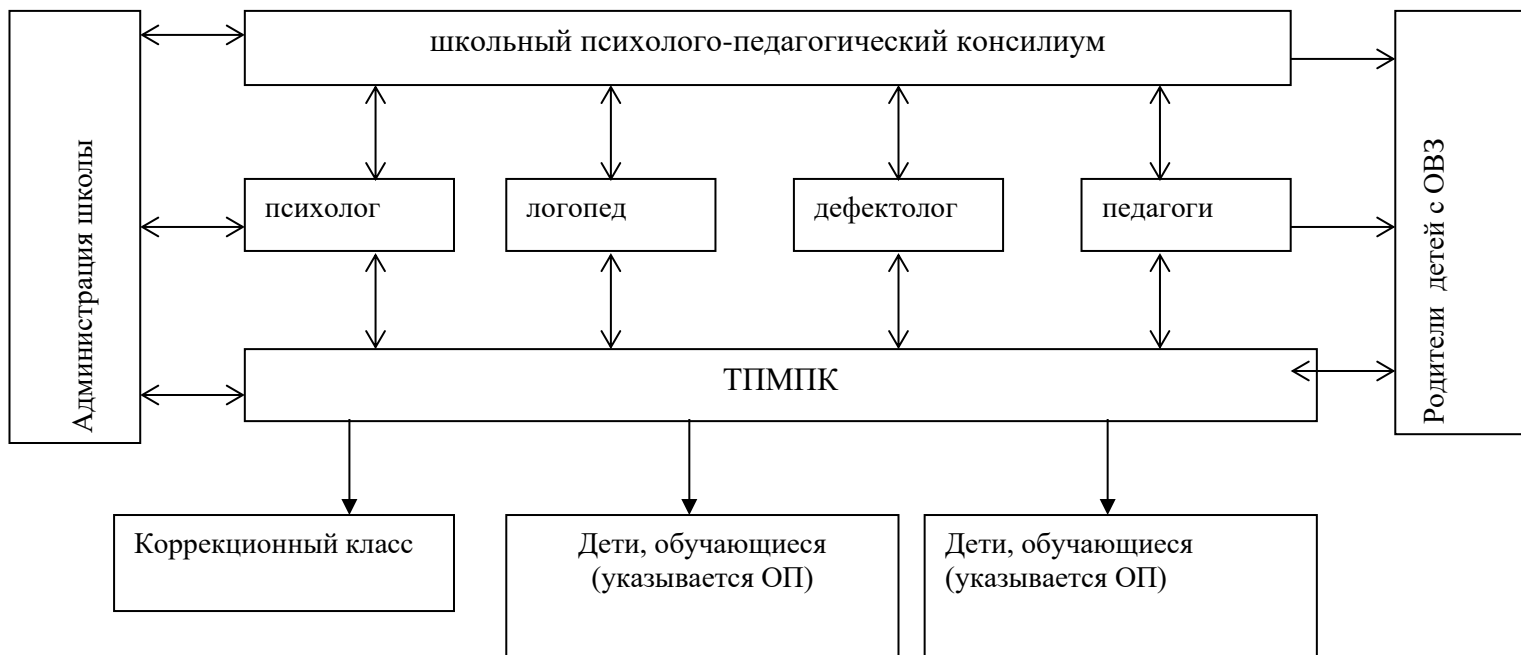 школьный психолого-педагогический консилиум
Администрация школы
психолог
логопед
дефектолог
педагоги
Родители детей с ОВЗ
ТПМПК
Коррекционный класс
Дети, обучающиеся
(указывается ОП)
Дети, обучающиеся
(указывается ОП)